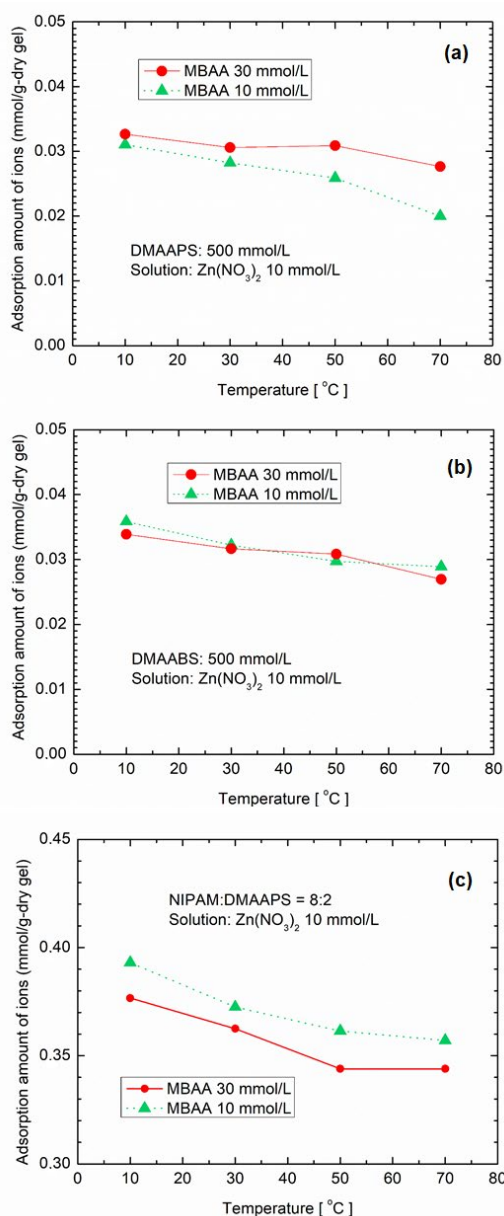 (a)
MBAA 30 mmol/L
MBAA 10 mmol/L
DMAAPS: 500 mmol/L
Solution: Zn(NO3)2 10 mmol/L
Adsorption amount of ions (mmol/g-dry gel)
0.05
0.04
0.03
0.02
0.01
0.00
0 10 20 30 40 50 60 70 80
Temperature [ °C ]
(b)
MBAA 30 mmol/L
MBAA 10 mmol/L
DMAABS: 500 mmol/L
Solution: Zn(NO3)2 10 mmol/L
Adsorption amount of ions (mmol/g-dry gel)
0.05
0.04
0.03
0.02
0.01
0.00
0 10 20 30 40 50 60 70 80
Temperature [ °C ]
(c)
NIPAM:DMAAPS = 8:2
Solution: Zn(NO3)2 10 mmol/L
MBAA 30 mmol/L
MBAA 10 mmol/L
Adsorption amount of ions (mmol/g-dry gel)
0.45
0.40
0.35
0.30
0 10 20 30 40 50 60 70 80
Temperature [ °C ]